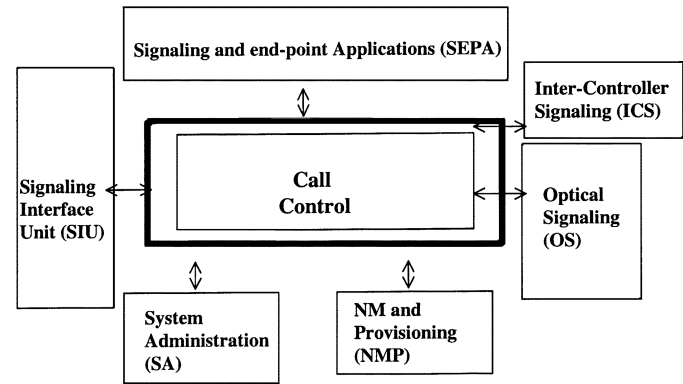 Signaling and end-point Applications (SEPA)
Inter-Controller
Signaling (ICS)
Signaling
Interface
Unit (SIU)
Call
Control
Optical
Signaling
(OS)
System
Administration
(SA)
NM and
Provisioning
(NMP)